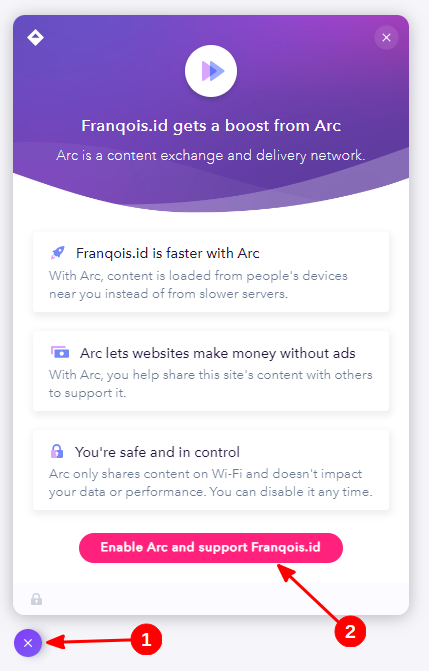 Franqois.id gets a boost from Arc
Arc is a content exchange and delivery network.
Franqois.id is faster with Arc
With Arc, content is loaded from people's devices
near you instead of from slower servers.
Arc lets websites make money without ads
With Arc, you help share this site's content with others
to support it.
You're safe and in control
Arc only shares content on Wi-Fi and doesn't impact
your data or performance. You can disable it any time.
Enable Arc and support Franqois.id
1
2